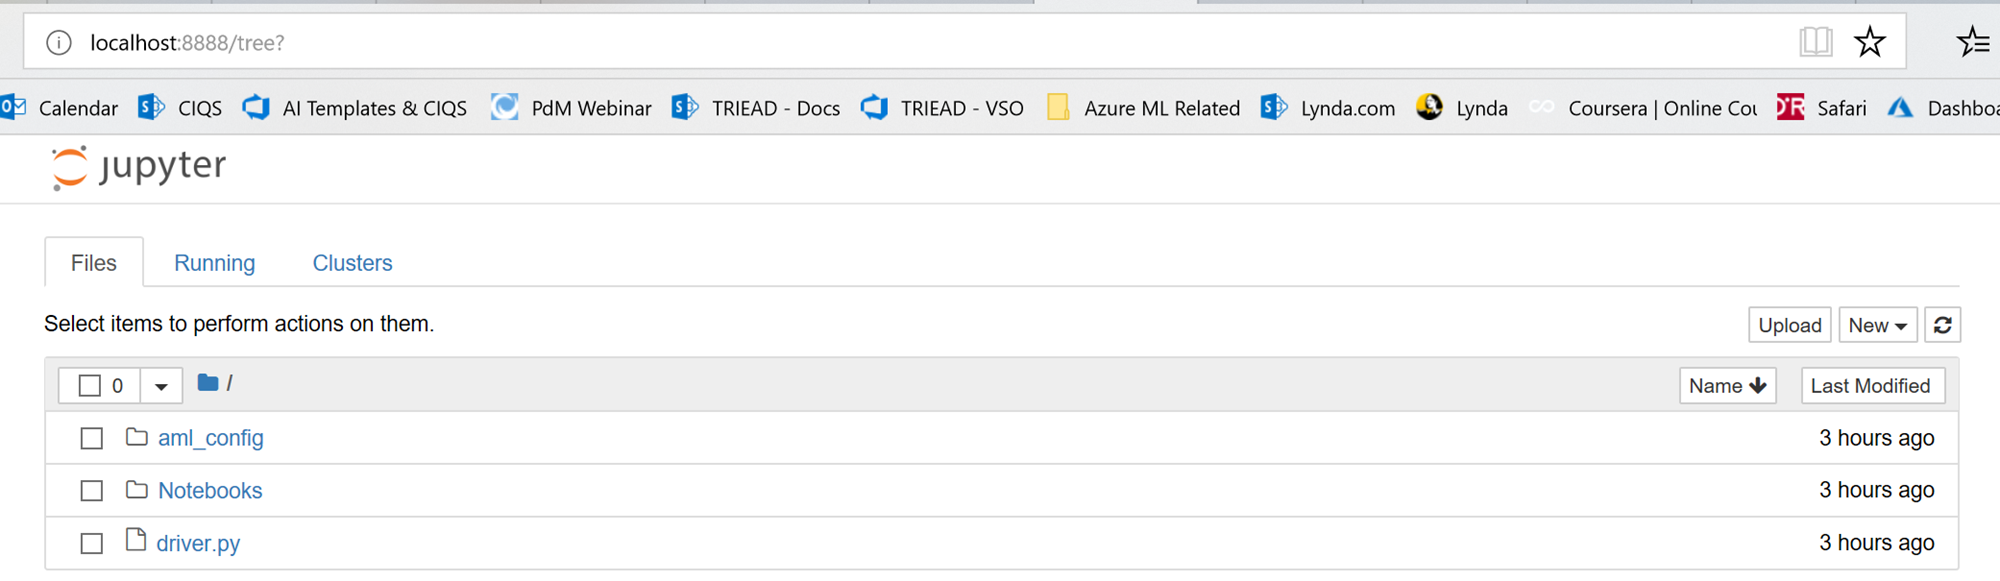 localhost:8888/tree?
Calendar CIQS AI Templates & CIQS PdM Webinar TRIEAD - Docs TRIEAD - VSO Azure ML Related Lynda.com Lynda Coursera | Online Cou Safari Dashboa
jupyter
Files Running Clusters
Select items to perform actions on them.
Upload New
0 / Name Last Modified
aml_config 3 hours ago
Notebooks 3 hours ago
driver.py 3 hours ago